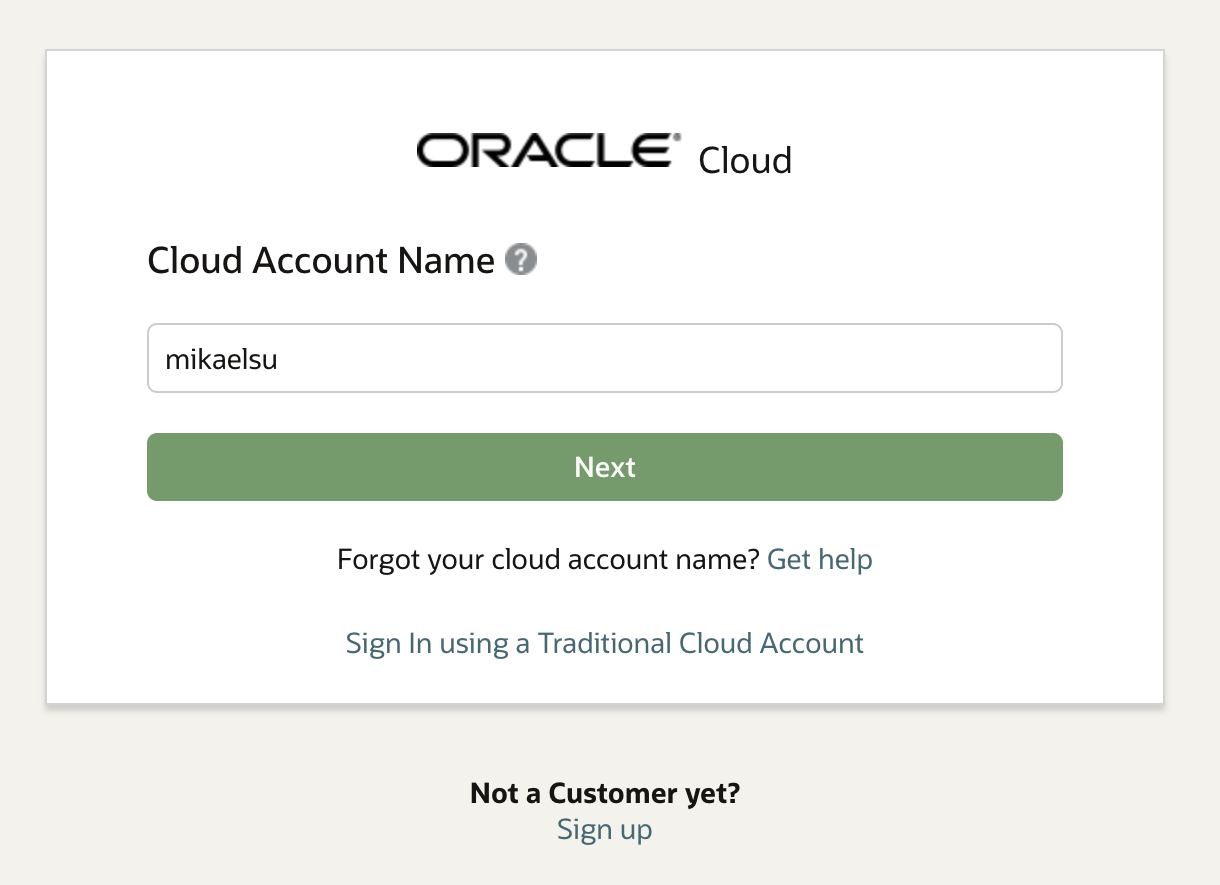 ORACLE® Cloud
Cloud Account Name ?
mikaelsu
Next
Forgot your cloud account name? Get help
Sign In using a Traditional Cloud Account
Not a Customer yet?
Sign up